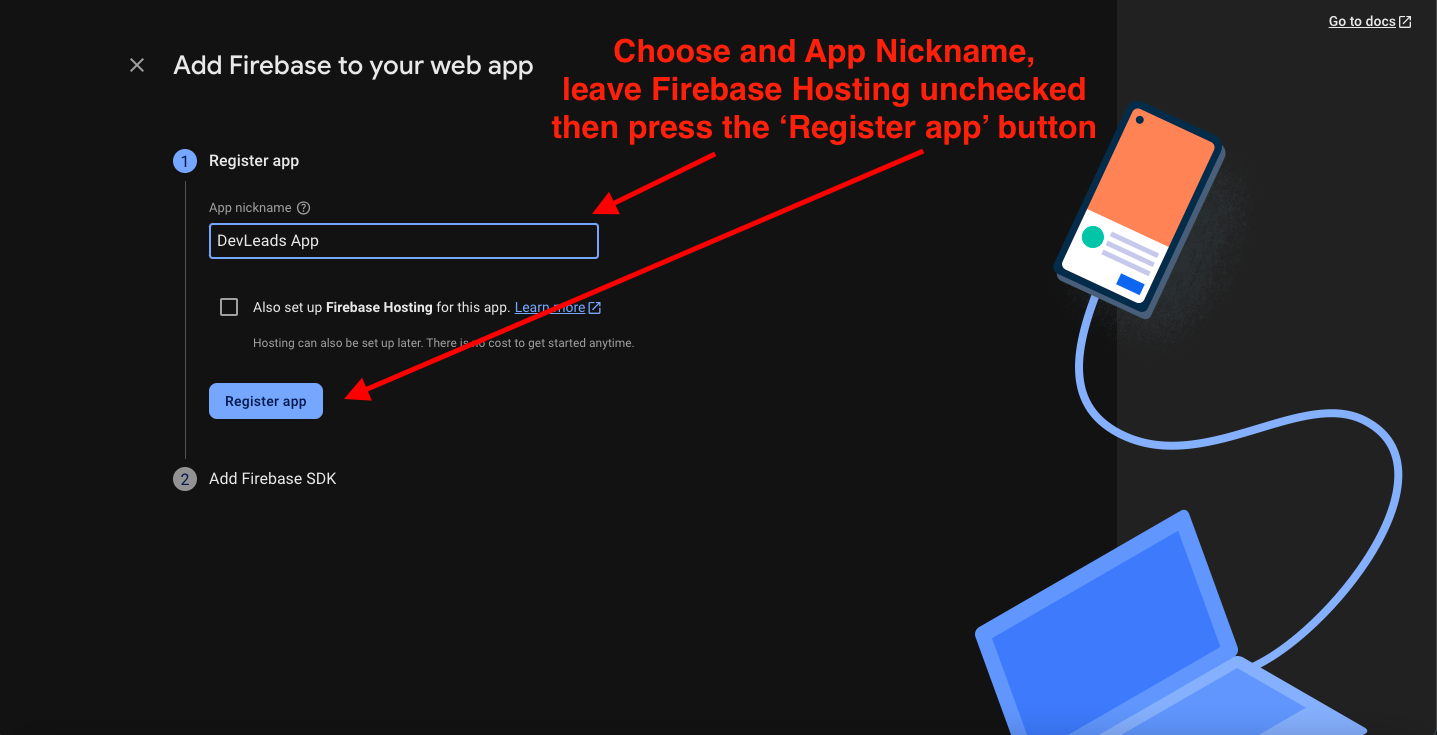 Go to docs
Choose and App Nickname,
leave Firebase Hosting unchecked
then press the ‘Register app’ button
Add Firebase to your web app
1 Register app
App nickname
DevLeads App
Also set up Firebase Hosting for this app. Learn more
Hosting can also be set up later. There is no cost to get started anytime.
Register app
2 Add Firebase SDK